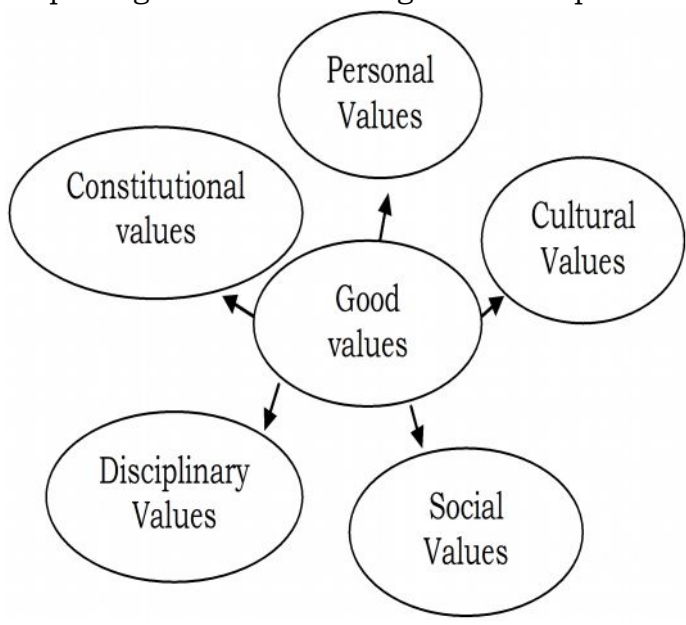 Personal
Values
Constitutional
values
Cultural
Values
Good
values
Disciplinary
Values
Social
Values